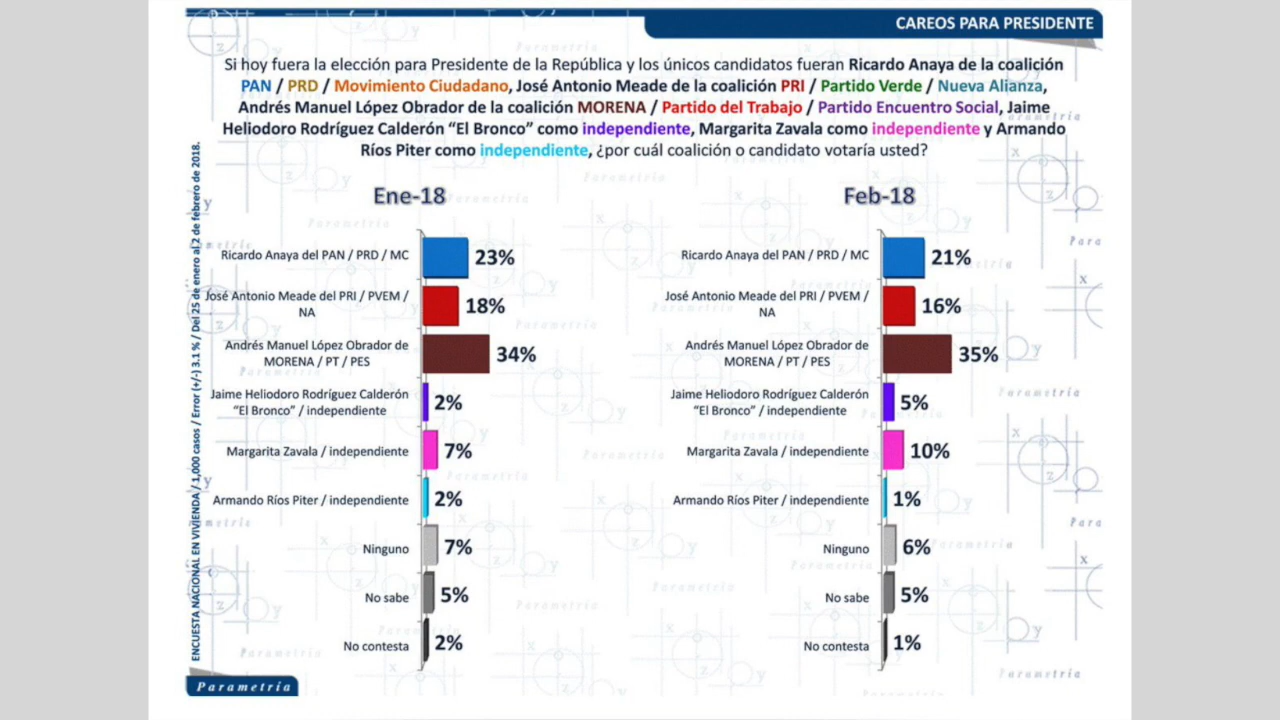 CAREOS PARA PRESIDENTE
Si hoy fuera la elección para Presidente de la República y los únicos candidatos fueran Ricardo Anaya de la coalición
PAN / PRD / Movimiento Ciudadano, José Antonio Meade de la coalición PRI / Partido Verde / Nueva Alianza,
Andrés Manuel López Obrador de la coalición MORENA / Partido del Trabajo / Partido Encuentro Social, Jaime
Heliodoro Rodríguez Calderón “El Bronco” como independiente, Margarita Zavala como independiente y Armando
Ríos Piter como independiente, ¿por cuál coalición o candidato votaría usted?
ENCUESTA NACIONAL EN VIVIENDA / 1,000 casos / Error (+/-) 3.1 % / Del 25 de enero al 2 de febrero de 2018.
Ene-18
Ricardo Anaya del PAN / PRD / MC 23%
José Antonio Meade del PRI / PVEM /
NA 18%
Andrés Manuel López Obrador de
MORENA / PT / PES 34%
Jaime Heliodoro Rodríguez Calderón
“El Bronco” / independiente 2%
Margarita Zavala / independiente 7%
Armando Ríos Piter / independiente 2%
Ninguno 7%
No sabe 5%
No contesta 2%
Feb-18
Ricardo Anaya del PAN / PRD / MC 21%
José Antonio Meade del PRI / PVEM /
NA 16%
Andrés Manuel López Obrador de
MORENA / PT / PES 35%
Jaime Heliodoro Rodríguez Calderón
“El Bronco” / independiente 5%
Margarita Zavala / independiente 10%
Armando Ríos Piter / independiente 1%
Ninguno 6%
No sabe 5%
No contesta 1%
Parametría